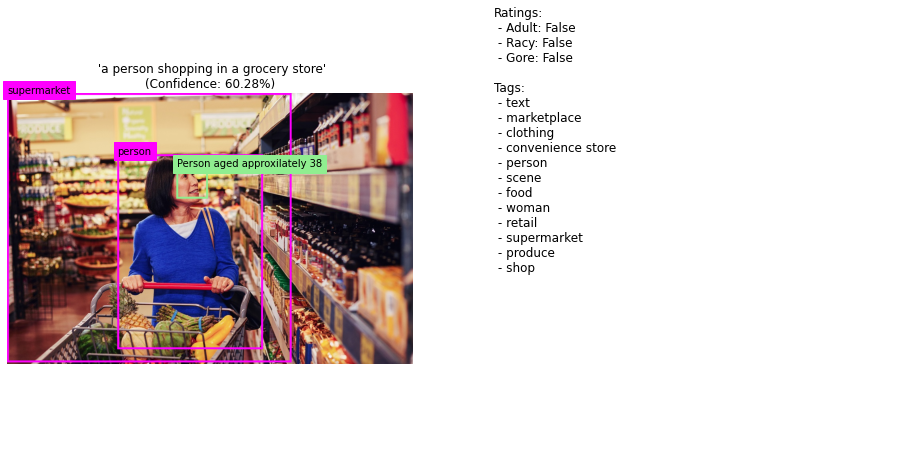 'a person shopping in a grocery store'
(Confidence: 60.28%)
supermarket
person
Person aged approxilately 38
Ratings:
- Adult: False
- Racy: False
- Gore: False
Tags:
- text
- marketplace
- clothing
- convenience store
- person
- scene
- food
- woman
- retail
- supermarket
- produce
- shop